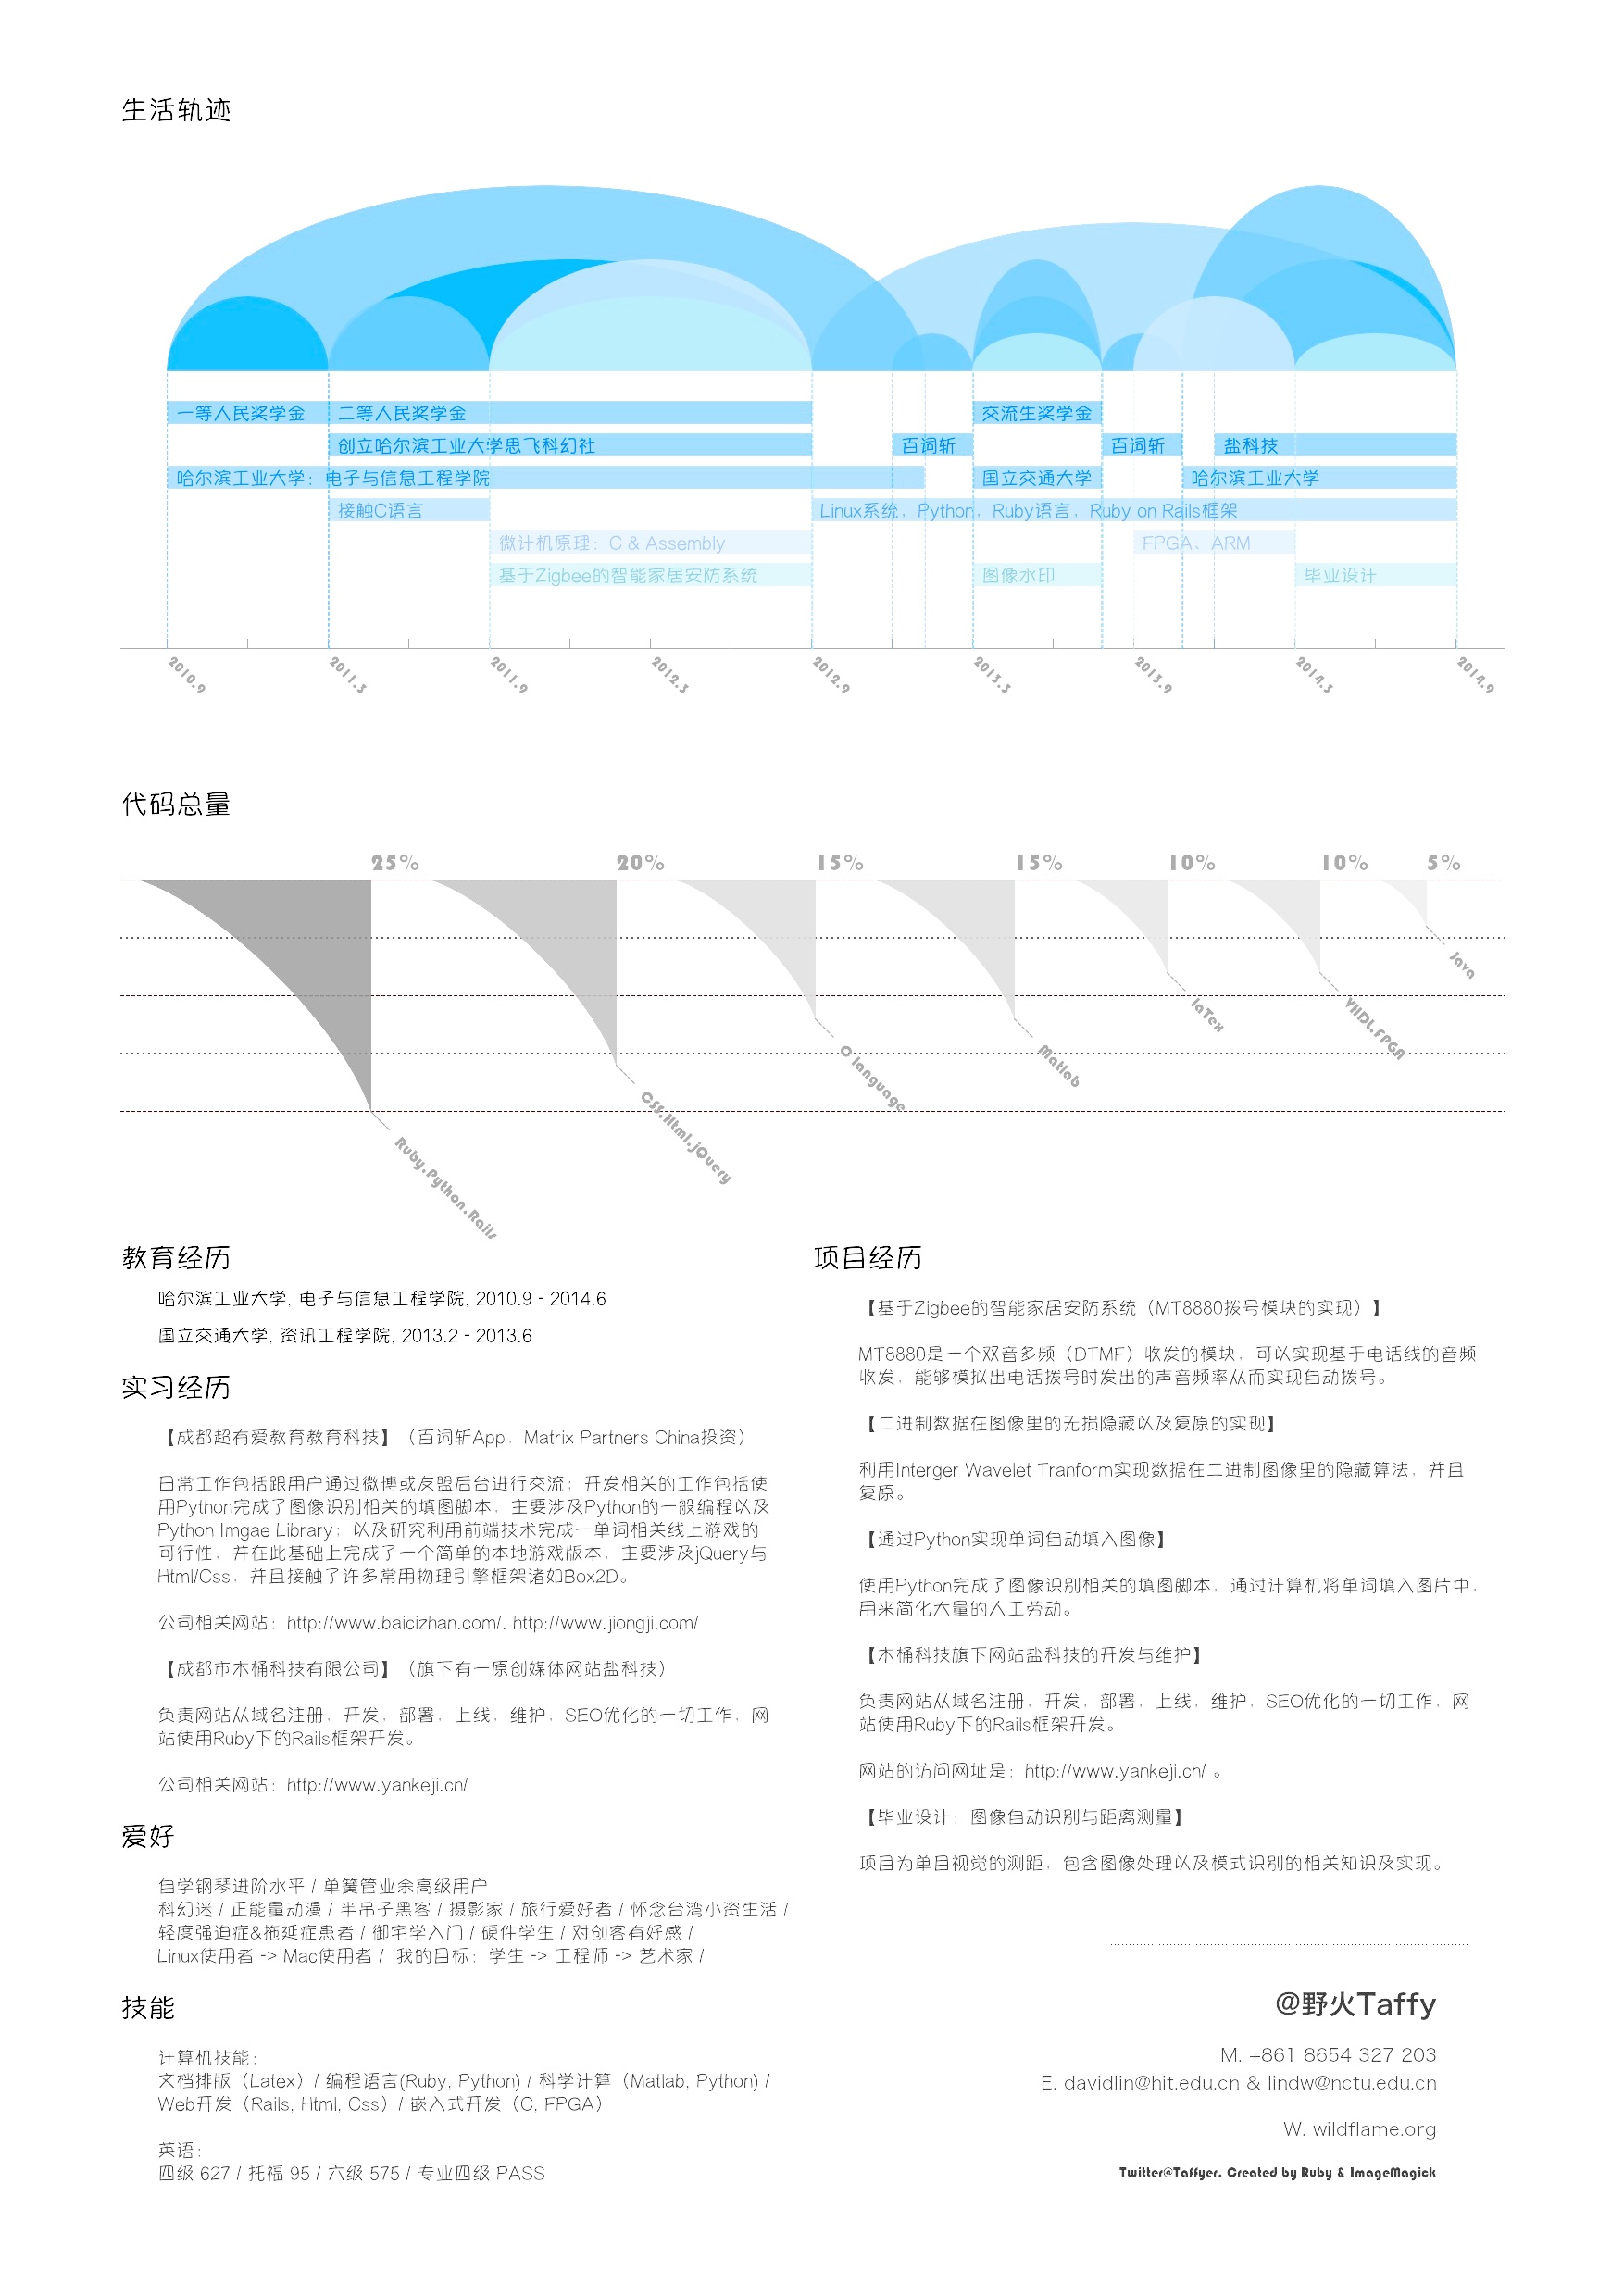 生活轨迹
一等人民奖学金
二等人民奖学金
交流生奖学金
创立哈尔滨工业大学思飞科幻社
百词斩
百词斩
盐科技
哈尔滨工业大学：电子与信息工程学院
国立交通大学
哈尔滨工业大学
接触C语言
Linux系统，Python，Ruby语言，Ruby on Rails框架
微计机原理：C & Assembly
FPGA、ARM
基于Zigbee的智能家居安防系统
图像水印
毕业设计
2010.9
2011.3
2011.9
2012.3
2012.9
2013.3
2013.9
2014.3
2014.9
代码总量
25%
20%
15%
15%
10%
10%
5%
Ruby.Python.Rails
Css.Html.jQuery
C language
Matlab
laTex
VHDL.FPGA
Java
教育经历
哈尔滨工业大学, 电子与信息工程学院, 2010.9 - 2014.6
国立交通大学, 资讯工程学院, 2013.2 - 2013.6
实习经历
【成都超有爱教育教育科技】（百词斩App，Matrix Partners China投资）
日常工作包括跟用户通过微博或友盟后台进行交流；开发相关的工作包括使
用Python完成了图像识别相关的填图脚本，主要涉及Python的一般编程以及
Python Imgae Library；以及研究利用前端技术完成一单词相关线上游戏的
可行性，并在此基础上完成了一个简单的本地游戏版本，主要涉及jQuery与
Html/Css，并且接触了许多常用物理引擎框架诸如Box2D。
公司相关网站：http://www.baicizhan.com/, http://www.jiongji.com/
【成都市木桶科技有限公司】（旗下有一原创媒体网站盐科技）
负责网站从域名注册，开发，部署，上线，维护，SEO优化的一切工作，网
站使用Ruby下的Rails框架开发。
公司相关网站：http://www.yankeji.cn/
爱好
自学钢琴进阶水平 / 单簧管业余高级用户
科幻迷 / 正能量动漫 / 半吊子黑客 / 摄影家 / 旅行爱好者 / 怀念台湾小资生活 /
轻度强迫症&拖延症患者 / 御宅学入门 / 硬件学生 / 对创客有好感 /
Linux使用者 -> Mac使用者 / 我的目标：学生 -> 工程师 -> 艺术家 /
技能
计算机技能：
文档排版（Latex）/ 编程语言(Ruby, Python) / 科学计算（Matlab, Python) /
Web开发（Rails, Html, Css）/ 嵌入式开发（C, FPGA）
英语：
四级 627 / 托福 95 / 六级 575 / 专业四级 PASS
项目经历
【基于Zigbee的智能家居安防系统（MT8880拨号模块的实现）】
MT8880是一个双音多频（DTMF）收发的模块，可以实现基于电话线的音频
收发，能够模拟出电话拨号时发出的声音频率从而实现自动拨号。
【二进制数据在图像里的无损隐藏以及复原的实现】
利用Interger Wavelet Tranform实现数据在二进制图像里的隐藏算法，并且
复原。
【通过Python实现单词自动填入图像】
使用Python完成了图像识别相关的填图脚本，通过计算机将单词填入图片中，
用来简化大量的人工劳动。
【木桶科技旗下网站盐科技的开发与维护】
负责网站从域名注册，开发，部署，上线，维护，SEO优化的一切工作，网
站使用Ruby下的Rails框架开发。
网站的访问网址是：http://www.yankeji.cn/ 。
【毕业设计：图像自动识别与距离测量】
项目为单目视觉的测距，包含图像处理以及模式识别的相关知识及实现。
@野火Taffy
M. +861 8654 327 203
E. davidlin@hit.edu.cn & lindw@nctu.edu.cn
W. wildflame.org
Twitter@Taffyer. Created by Ruby & ImageMagick